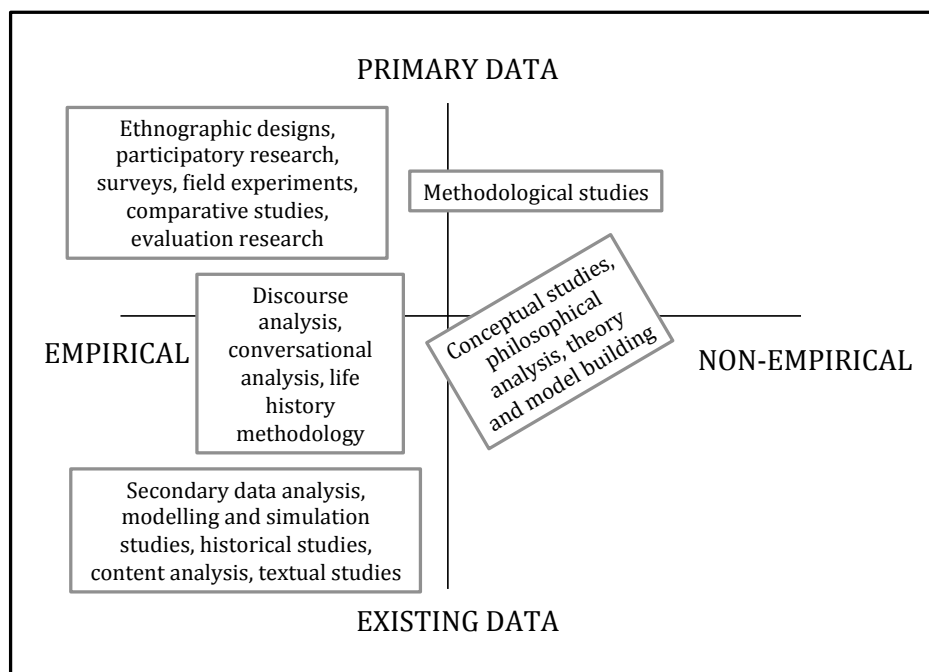 PRIMARY DATA
Ethnographic designs,
participatory research,
surveys, field experiments,
comparative studies,
evaluation research
Methodological studies
Discourse
analysis,
conversational
analysis, life
history
methodology
Conceptual studies,
philosophical
analysis, theory
and model building
EMPIRICAL
NON-EMPIRICAL
Secondary data analysis,
modelling and simulation
studies, historical studies,
content analysis, textual studies
EXISTING DATA